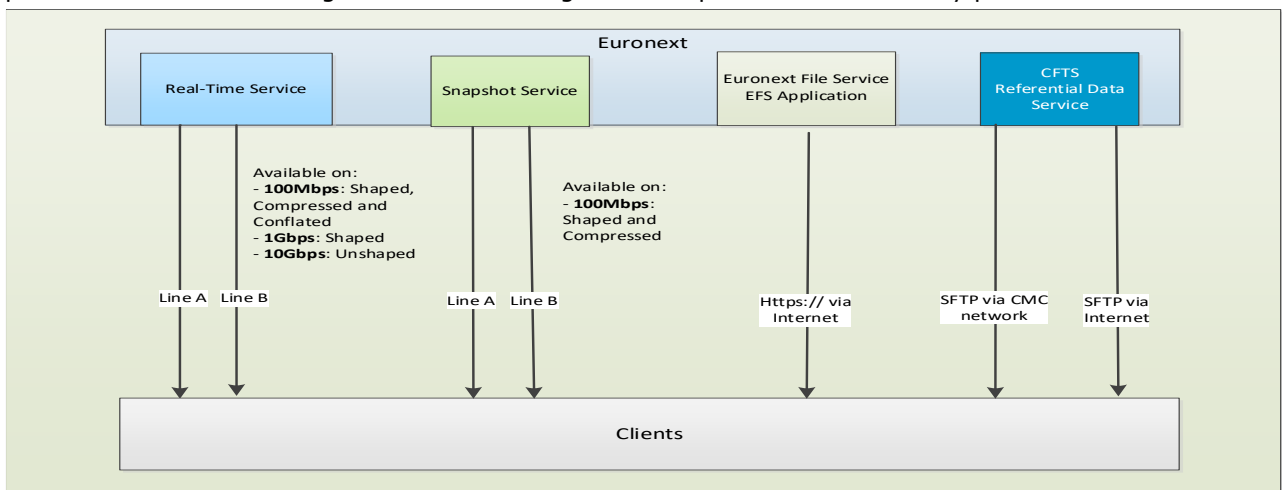 Euronext
Real-Time Service
Snapshot Service
Euronext File Service
EFS Application
CFTS
Referential Data
Service
Available on:
- 100Mbps: Shaped,
Compressed and
Conflated
- 1Gbps: Shaped
- 10Gbps: Unshaped
Available on:
- 100Mbps:
Shaped and
Compressed
Line A
Line B
Line A
Line B
Https:// via
Internet
SFTP via CMC
network
SFTP via
Internet
Clients